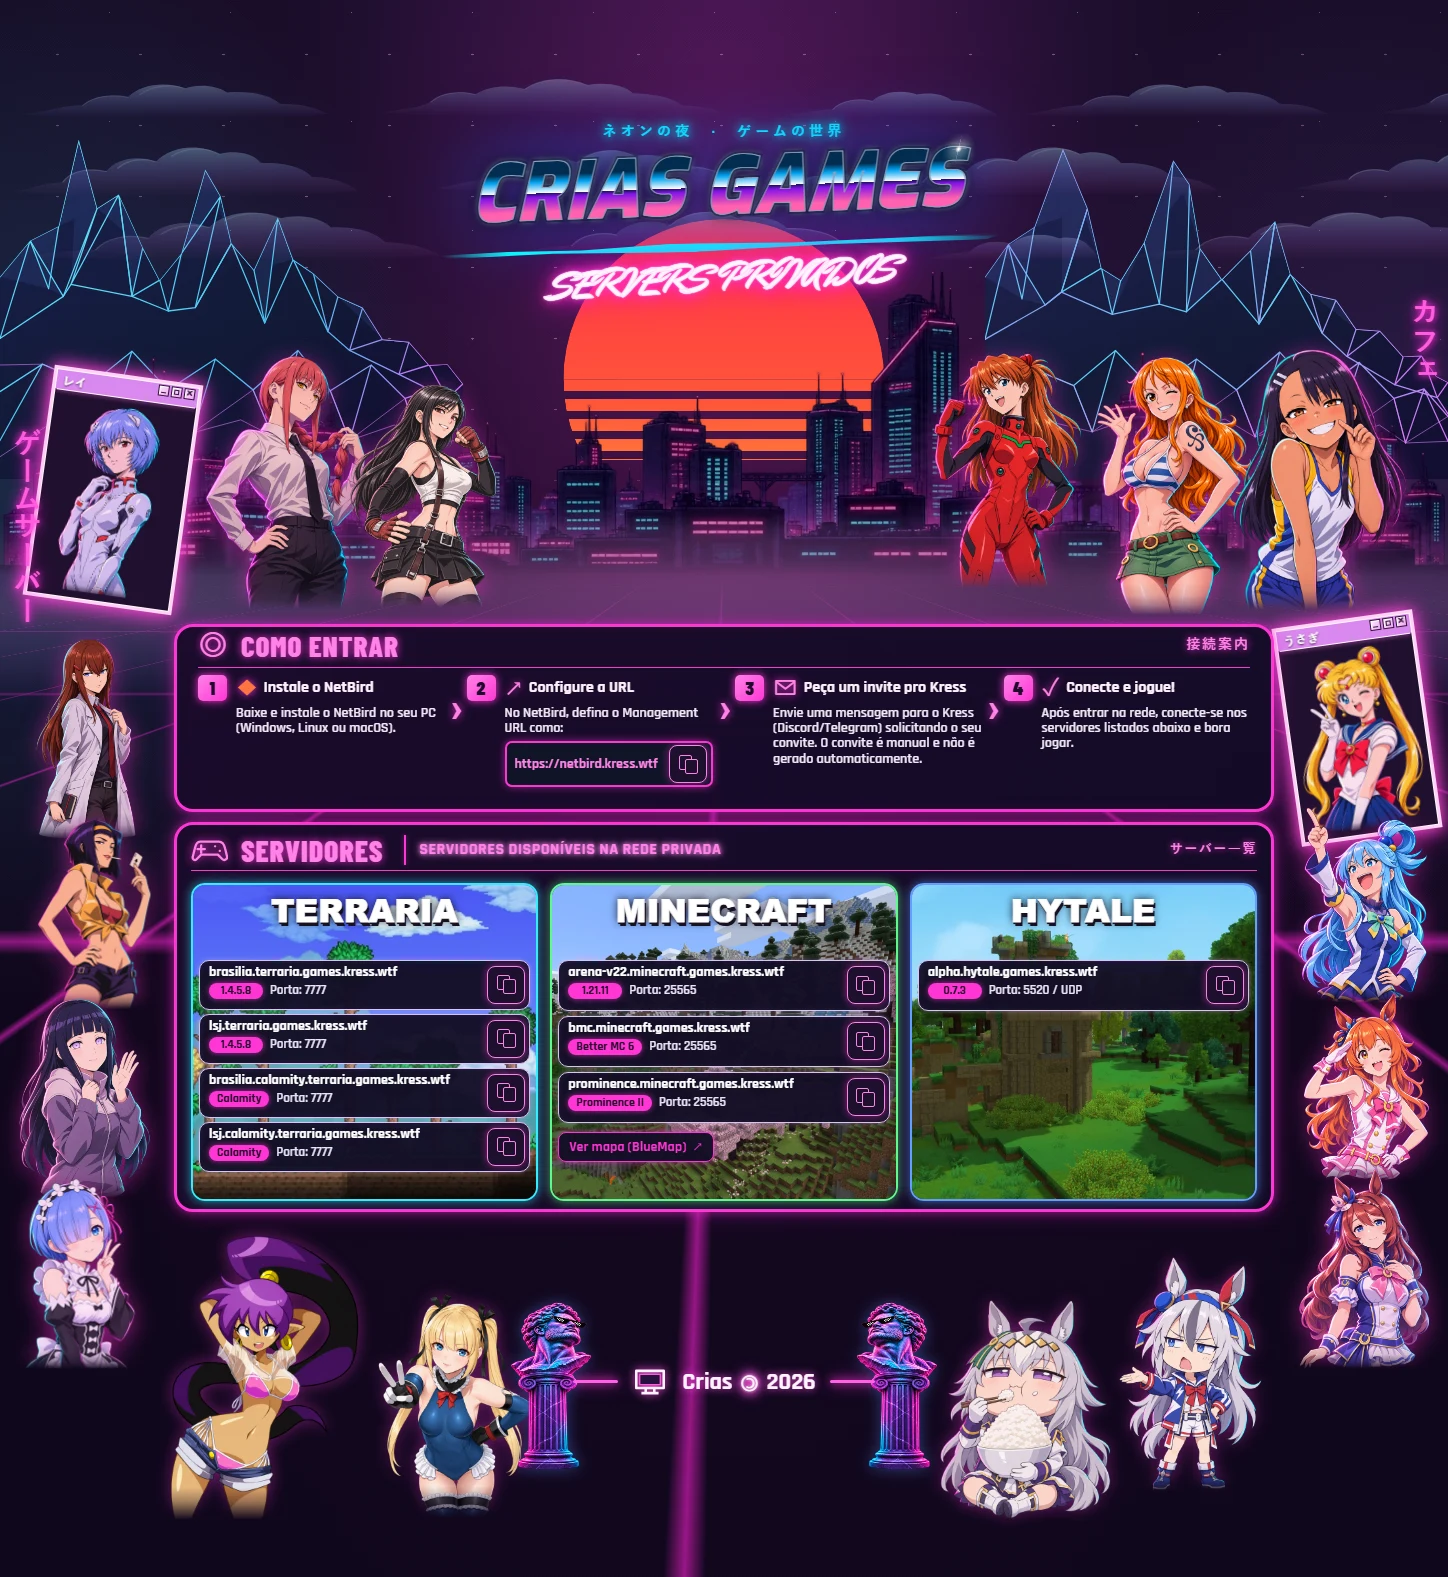 ネオンの夜 · ゲームの世界
CRIAS GAMES
SERVERS PRIVADOS
カフェ
レイ
ゲームサーバー
COMO ENTRAR
接続案内
1
Instale o NetBird
Baixe e instale o NetBird no seu PC
(Windows, Linux ou macOS).
2
Configure a URL
No NetBird, defina o Management
URL como:
https://netbird.kress.wtf
3
Peça um invite pro Kress
Envie uma mensagem para o Kress
(Discord/Telegram) solicitando o seu
convite. O convite é manual e não é
gerado automaticamente.
4
Conecte e jogue!
Após entrar na rede, conecte-se nos
servidores listados abaixo e bora
jogar.
うさぎ
SERVIDORES
SERVIDORES DISPONÍVEIS NA REDE PRIVADA
サーバー一覧
TERRARIA
brasilia.terraria.games.kress.wtf
1.4.5.8 Porta: 7777
lsj.terraria.games.kress.wtf
1.4.5.8 Porta: 7777
brasilia.calamity.terraria.games.kress.wtf
Calamity Porta: 7777
lsj.calamity.terraria.games.kress.wtf
Calamity Porta: 7777
MINECRAFT
arena-v22.minecraft.games.kress.wtf
1.21.11 Porta: 25565
bmc.minecraft.games.kress.wtf
Better MC 6 Porta: 25565
prominence.minecraft.games.kress.wtf
Prominence II Porta: 25565
Ver mapa (BlueMap) ↗
HYTALE
alpha.hytale.games.kress.wtf
0.7.3 Porta: 5520 / UDP
Crias 2026